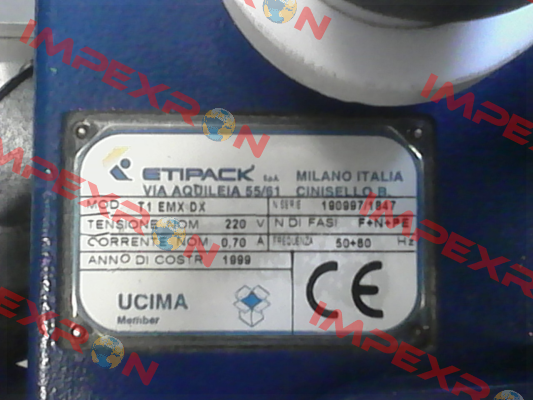 ETIPACK S.p.A. MILANO ITALIA
VIA AQUILEIA 55/61 CINISELLO B.
MOD. T1 EMX DX N SERIE 190997/1847
TENSIONE NOM 220 V N DI FASI F+N+PE
CORRENTE NOM 0,70 A FREQUENZA 50+60 Hz
ANNO DI COSTR 1999
CE
UCIMA
Member
IMPEXRON
IMPEXRON
IMPEXRON
IMPEXRON
IMPEXRON
IMPEXRON